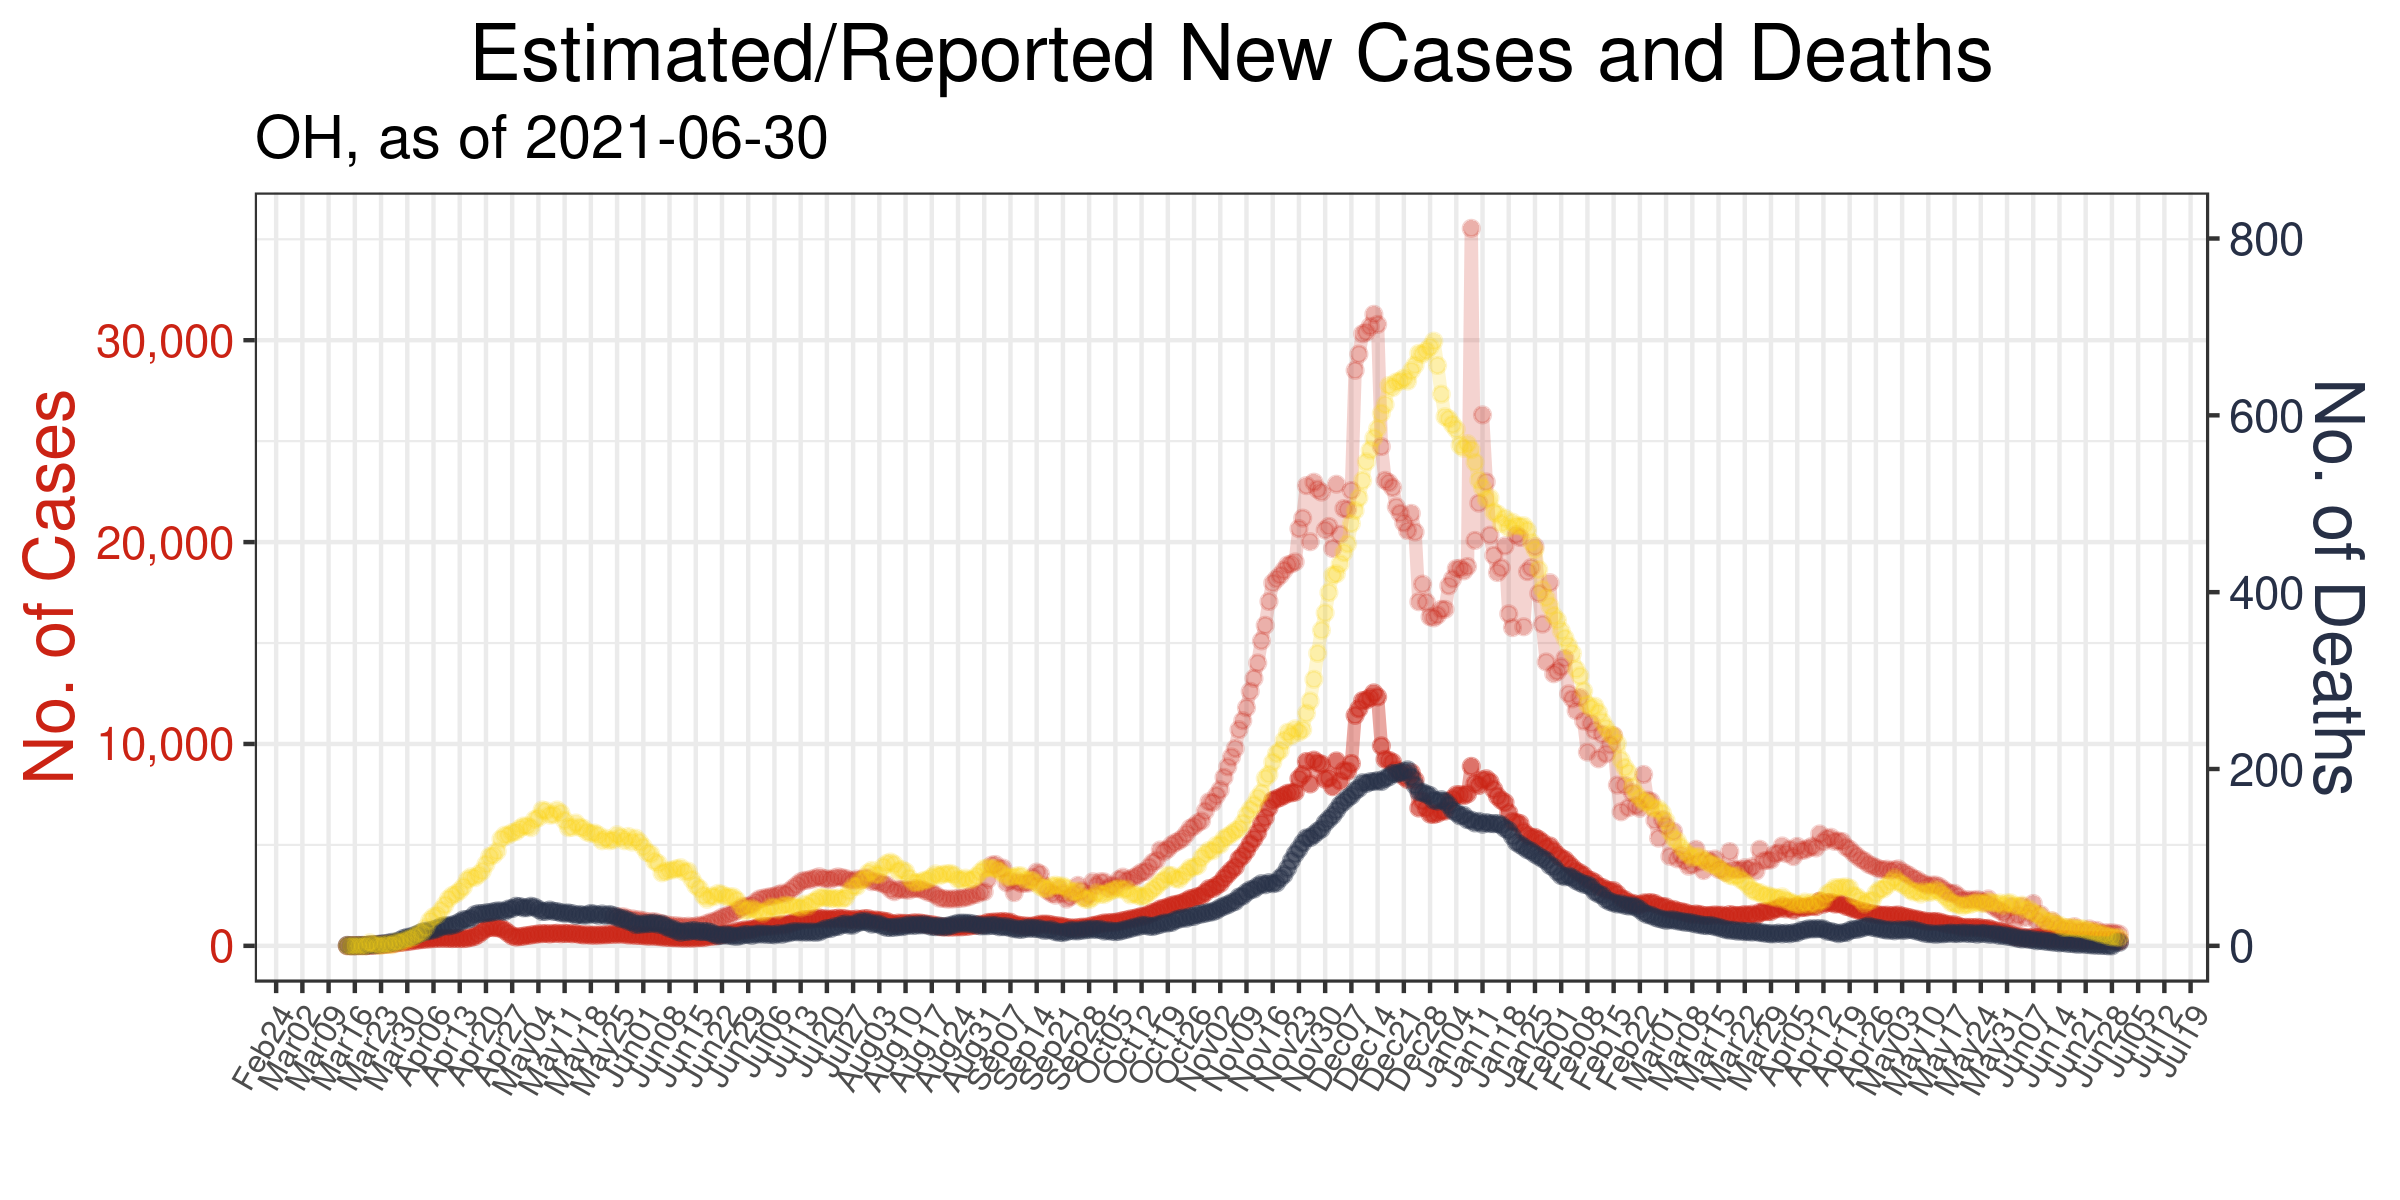 Estimated/Reported New Cases and Deaths
OH, as of 2021-06-30
No. of Cases
30,000
20,000
10,000
0
800
600
400
200
0
No. of Deaths
Feb24
Mar02
Mar09
Mar16
Mar23
Mar30
Apr06
Apr13
Apr20
Apr27
May04
May11
May18
May25
Jun01
Jun08
Jun15
Jun22
Jun29
Jul06
Jul13
Jul20
Jul27
Aug03
Aug10
Aug17
Aug24
Aug31
Sep07
Sep14
Sep21
Sep28
Oct05
Oct12
Oct19
Oct26
Nov02
Nov09
Nov16
Nov23
Nov30
Dec07
Dec14
Dec21
Dec28
Jan04
Jan11
Jan18
Jan25
Feb01
Feb08
Feb15
Feb22
Mar01
Mar08
Mar15
Mar22
Mar29
Apr05
Apr12
Apr19
Apr26
May03
May10
May17
May24
May31
Jun07
Jun14
Jun21
Jun28
Jul05
Jul12
Jul19